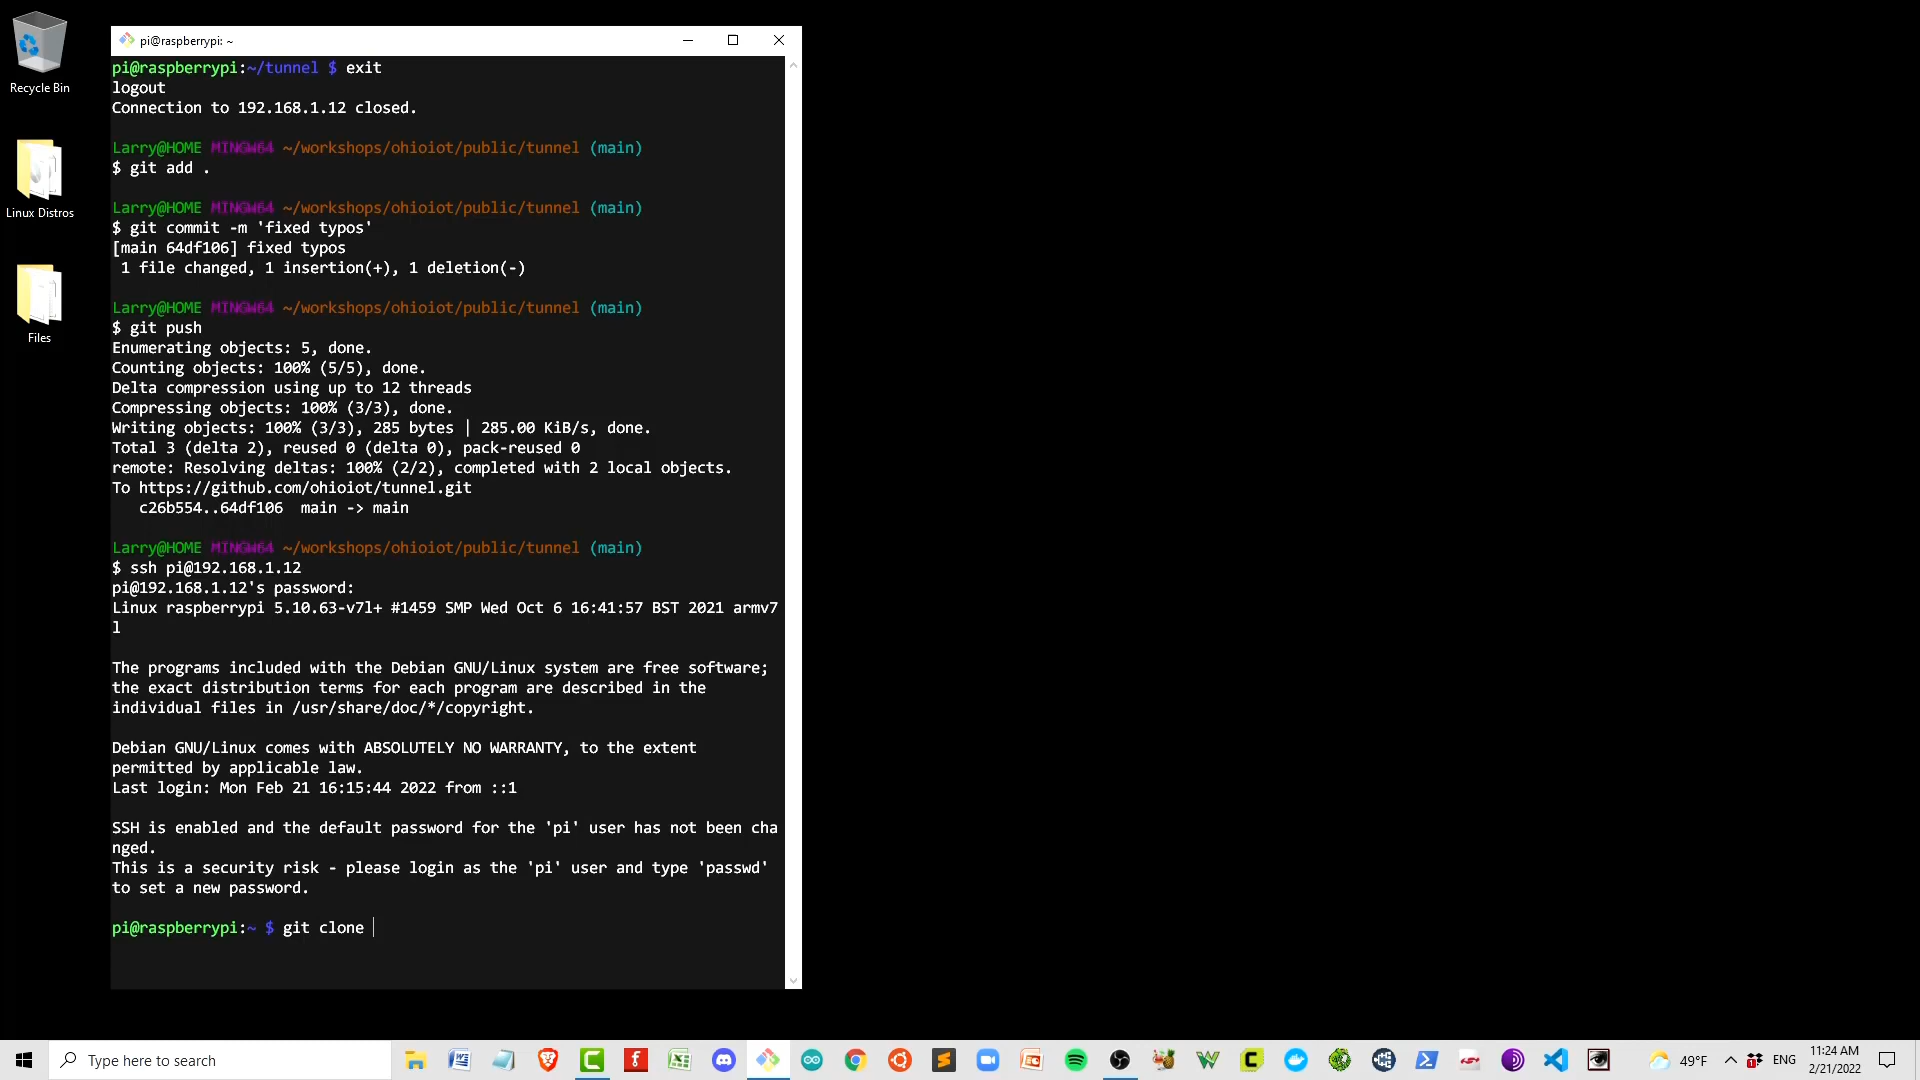 Recycle Bin
Linux Distros
Files
pi@raspberrypi: ~
pi@raspberrypi:~/tunnel $ exit
logout
Connection to 192.168.1.12 closed.
Larry@HOME MINGW64 ~/workshops/ohioiot/public/tunnel (main)
$ git add .
Larry@HOME MINGW64 ~/workshops/ohioiot/public/tunnel (main)
$ git commit -m 'fixed typos'
[main 64df106] fixed typos
1 file changed, 1 insertion(+), 1 deletion(-)
Larry@HOME MINGW64 ~/workshops/ohioiot/public/tunnel (main)
$ git push
Enumerating objects: 5, done.
Counting objects: 100% (5/5), done.
Delta compression using up to 12 threads
Compressing objects: 100% (3/3), done.
Writing objects: 100% (3/3), 285 bytes | 285.00 KiB/s, done.
Total 3 (delta 2), reused 0 (delta 0), pack-reused 0
remote: Resolving deltas: 100% (2/2), completed with 2 local objects.
To https://github.com/ohioiot/tunnel.git
c26b554..64df106  main -> main
Larry@HOME MINGW64 ~/workshops/ohioiot/public/tunnel (main)
$ ssh pi@192.168.1.12
pi@192.168.1.12's password:
Linux raspberrypi 5.10.63-v7l+ #1459 SMP Wed Oct 6 16:41:57 BST 2021 armv7
l
The programs included with the Debian GNU/Linux system are free software;
the exact distribution terms for each program are described in the
individual files in /usr/share/doc/*/copyright.
Debian GNU/Linux comes with ABSOLUTELY NO WARRANTY, to the extent
permitted by applicable law.
Last login: Mon Feb 21 16:15:44 2022 from ::1
SSH is enabled and the default password for the 'pi' user has not been cha
nged.
This is a security risk - please login as the 'pi' user and type 'passwd'
to set a new password.
pi@raspberrypi:~ $ git clone
Type here to search
49°F
ENG
11:24 AM
2/21/2022